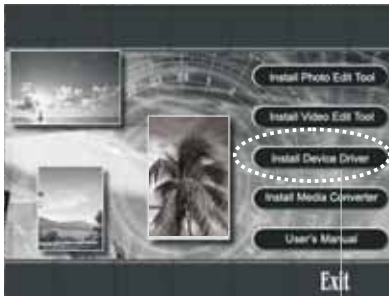 Install Photo Edit Tool
Install Video Edit Tool
Install Device Driver
Install Media Converter
User's Manual
Exit